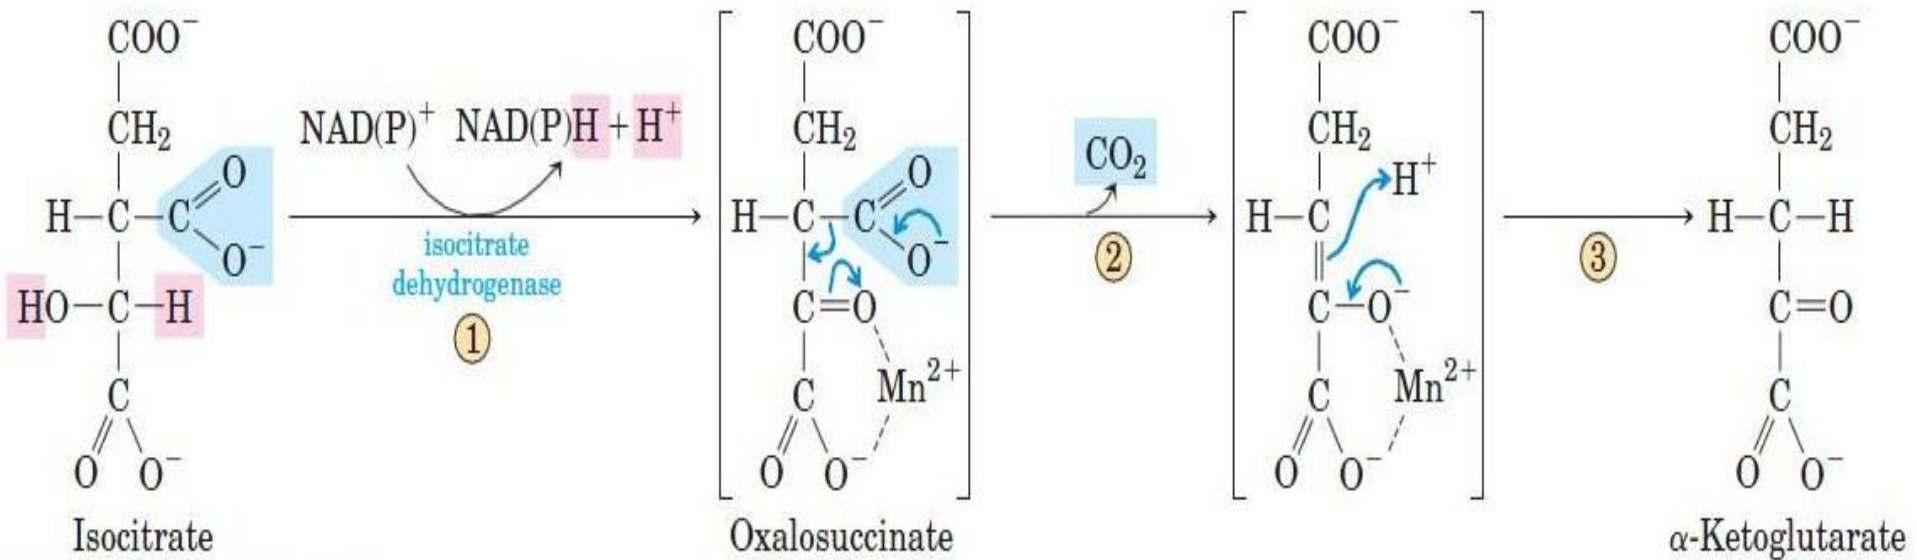 COO⁻
CH₂
H–C–C
O
O⁻
HO–C–H
C
O O⁻
Isocitrate
NAD(P)⁺ NAD(P)H + H⁺
isocitrate
dehydrogenase
1
COO⁻
CH₂
H–C–C
O
O⁻
C=O
Mn²⁺
C
O O⁻
Oxalosuccinate
CO₂
2
COO⁻
CH₂
H⁺
H–C
C–O⁻
Mn²⁺
C
O O⁻
3
COO⁻
CH₂
H–C–H
C=O
C
O O⁻
α-Ketoglutarate